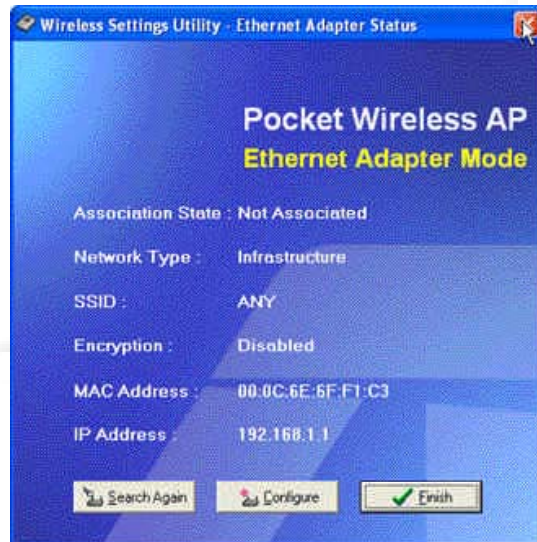 Wireless Settings Utility - Ethernet Adapter Status
Pocket Wireless AP
Ethernet Adapter Mode
Association State : Not Associated
Network Type : Infrastructure
SSID : ANY
Encryption : Disabled
MAC Address : 00:0C:6E:6F:F1:C3
IP Address : 192.168.1.1
Search Again Configure Finish